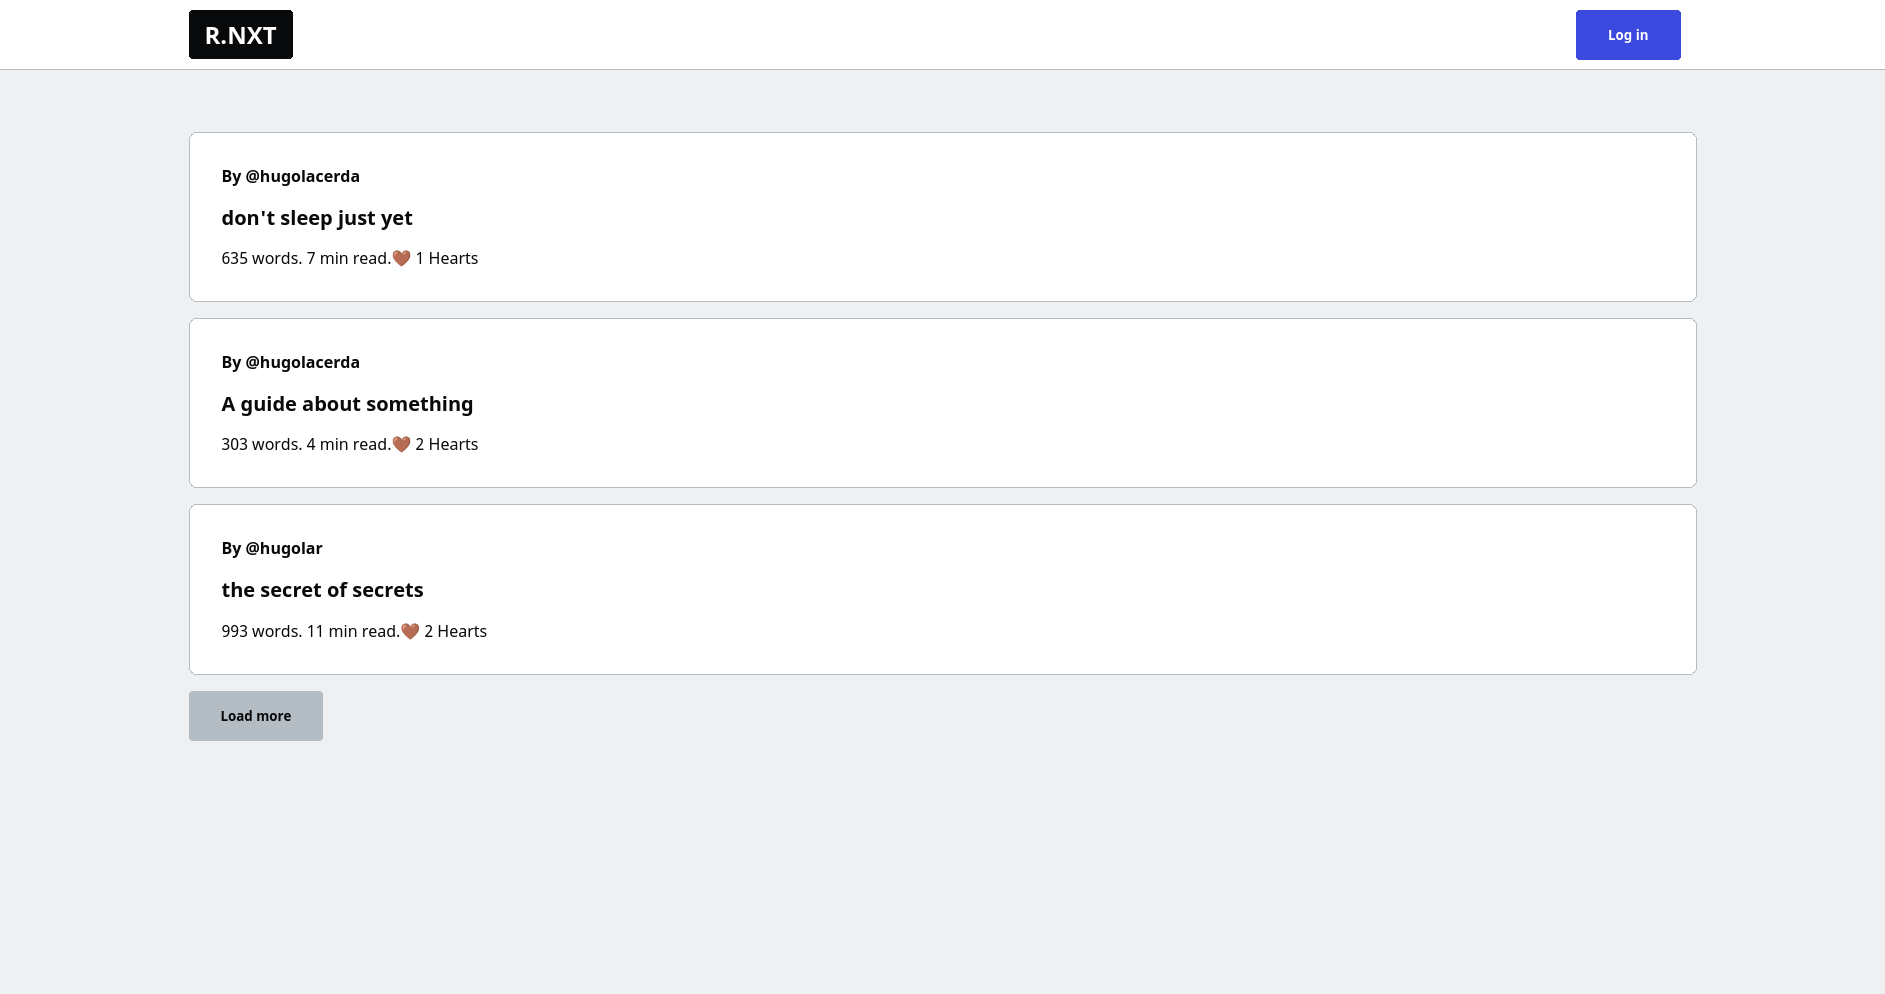 R.NXT
Log in
By @hugolacerda
don't sleep just yet
635 words. 7 min read.🤎 1 Hearts
By @hugolacerda
A guide about something
303 words. 4 min read.🤎 2 Hearts
By @hugolar
the secret of secrets
993 words. 11 min read.🤎 2 Hearts
Load more